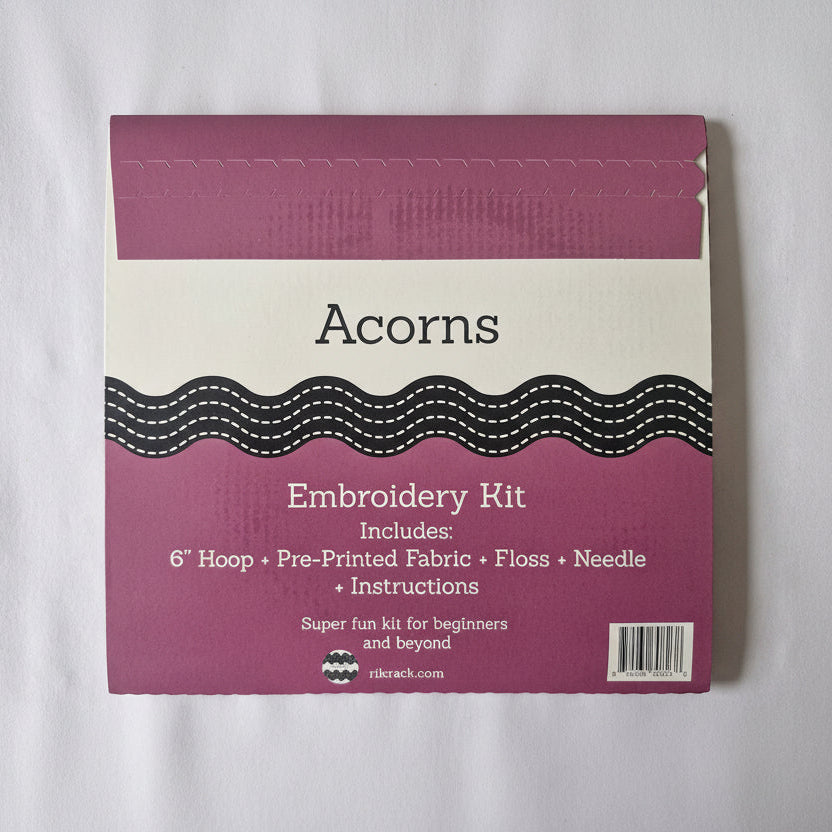 Acorns
Embroidery Kit
Includes:
6" Hoop + Pre-Printed Fabric + Floss + Needle
+ Instructions
Super fun kit for beginners
and beyond
rikrack.com